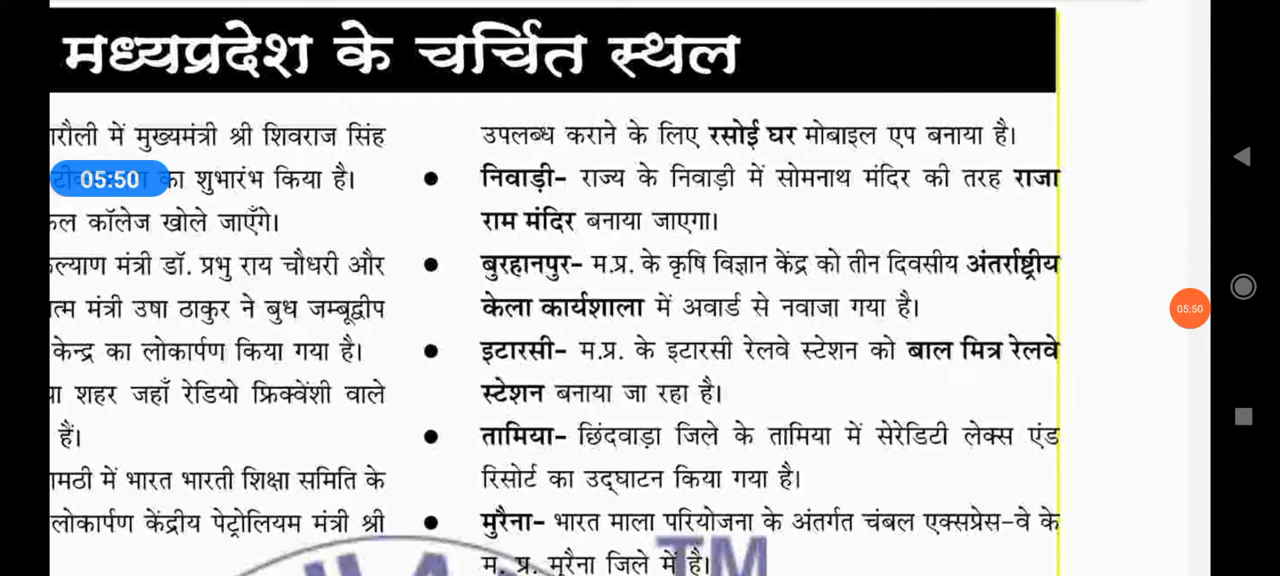 मध्यप्रदेश के चर्चित स्थल
में मुख्यमंत्री श्री शिवराज सिंह
05:50 का शुभारंभ किया है।
कॉलेज खोले जाएँगे।
मंत्री डॉ. प्रभु राय चौधरी और
मंत्री उषा ठाकुर ने बुध जम्बूद्वीप
केन्द्र का लोकार्पण किया गया है।
शहर जहाँ रेडियो फ्रिक्वेंशी वाले
हैं।
में भारत भारती शिक्षा समिति के
लोकार्पण केंद्रीय पेट्रोलियम मंत्री श्री
उपलब्ध कराने के लिए रसोई घर मोबाइल एप बनाया है।
● निवाड़ी- राज्य के निवाड़ी में सोमनाथ मंदिर की तरह राजा
राम मंदिर बनाया जाएगा।
● बुरहानपुर- म.प्र. के कृषि विज्ञान केंद्र को तीन दिवसीय अंतर्राष्ट्रीय
केला कार्यशाला में अवार्ड से नवाजा गया है।
● इटारसी- म.प्र. के इटारसी रेलवे स्टेशन को बाल मित्र रेलवे
स्टेशन बनाया जा रहा है।
● तामिया- छिंदवाड़ा जिले के तामिया में सेरेडिटी लेक्स एंड
रिसोर्ट का उद्घाटन किया गया है।
● मुरैना- भारत माला परियोजना के अंतर्गत चंबल एक्सप्रेस-वे के
म. प्र. मुरैना जिले में है।
TM
05:50